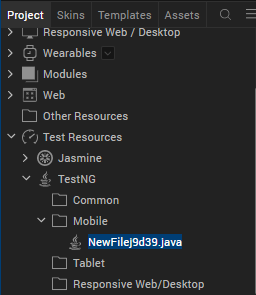 Project Skins Templates Assets
Responsive Web / Desktop
Wearables
Modules
Web
Other Resources
Test Resources
Jasmine
TestNG
Common
Mobile
NewFilej9d39.java
Tablet
Responsive Web/Desktop